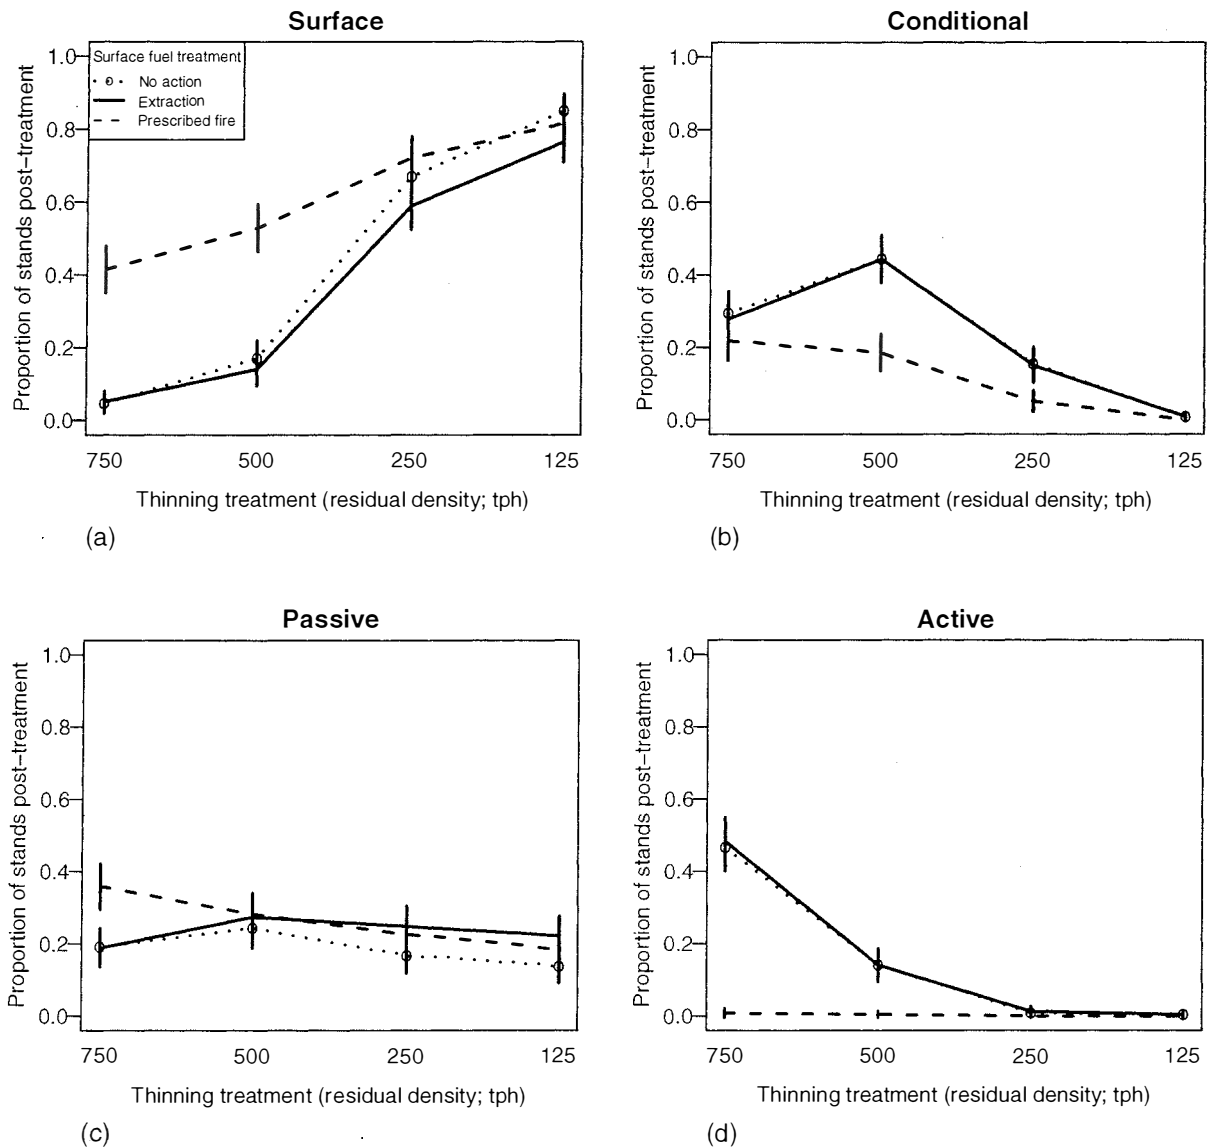 Surface
Proportion of stands post-treatment
1.0
0.8
0.6
0.4
0.2
0.0
Surface fuel treatment
No action
Extraction
Prescribed fire
750 500 250 125
Thinning treatment (residual density; tph)
(a)
Conditional
Proportion of stands post-treatment
1.0
0.8
0.6
0.4
0.2
0.0
750 500 250 125
Thinning treatment (residual density; tph)
(b)
Passive
Proportion of stands post-treatment
1.0
0.8
0.6
0.4
0.2
0.0
750 500 250 125
Thinning treatment (residual density; tph)
(c)
Active
Proportion of stands post-treatment
1.0
0.8
0.6
0.4
0.2
0.0
750 500 250 125
Thinning treatment (residual density; tph)
(d)